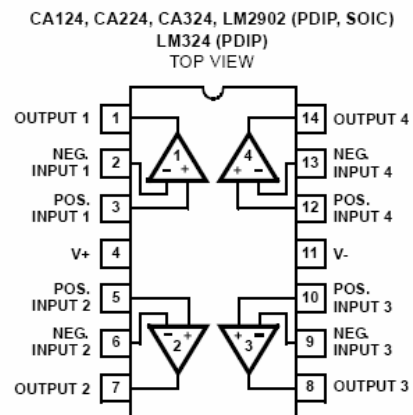 CA124, CA224, CA324, LM2902 (PDIP, SOIC)
LM324 (PDIP)
TOP VIEW
OUTPUT 1 1 14 OUTPUT 4
NEG. INPUT 1 2 13 NEG. INPUT 4
1 4
- + + -
POS. INPUT 1 3 12 POS. INPUT 4
V+ 4 11 V-
POS. INPUT 2 5 10 POS. INPUT 3
- + + -
NEG. INPUT 2 6 9 NEG. INPUT 3
2 3
OUTPUT 2 7 8 OUTPUT 3